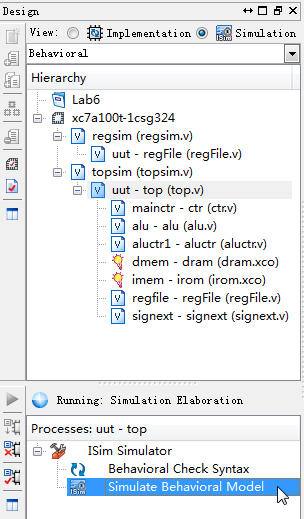 Design
View: Implementation Simulation
Behavioral
Hierarchy
Lab6
xc7a100t-1csg324
regsim (regsim.v)
uut - regFile (regFile.v)
topsim (topsim.v)
uut - top (top.v)
mainctr - ctr (ctr.v)
alu - alu (alu.v)
aluctr1 - aluctr (aluctr.v)
dmem - dram (dram.xco)
imem - irom (irom.xco)
regfile - regFile (regFile.v)
signext - signext (signext.v)
Running: Simulation Elaboration
Processes: uut - top
ISim Simulator
Behavioral Check Syntax
Simulate Behavioral Model